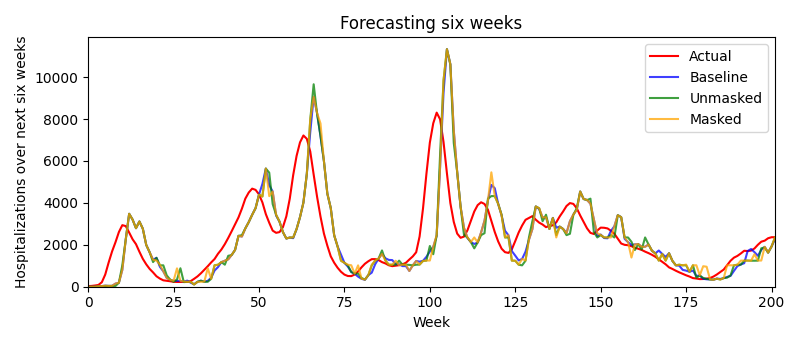 Forecasting six weeks
Hospitalizations over next six weeks
10000
8000
6000
4000
2000
0
Actual
Baseline
Unmasked
Masked
0 25 50 75 100 125 150 175 200
Week